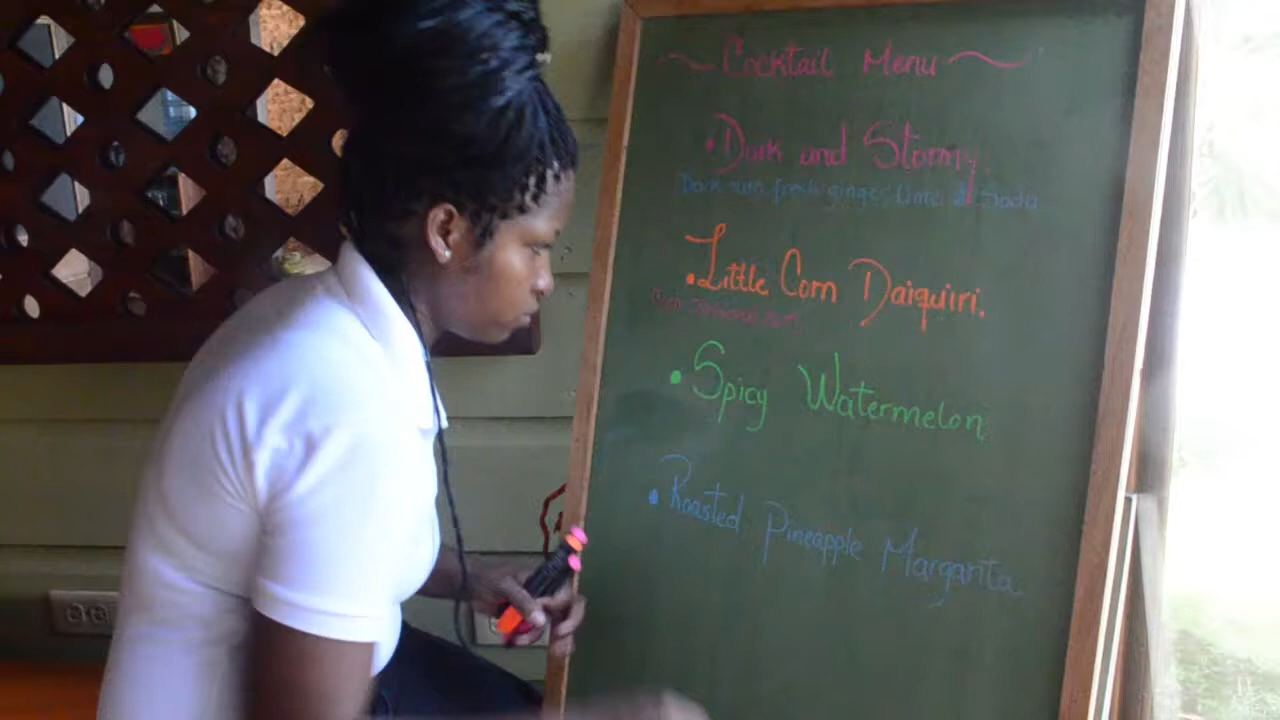 Cocktail Menu
• Dark and Stormy.
Dark rum fresh ginger Lime & Soda
• Little Corn Daiquiri.
• Spicy Watermelon
• Roasted Pineapple Margarita